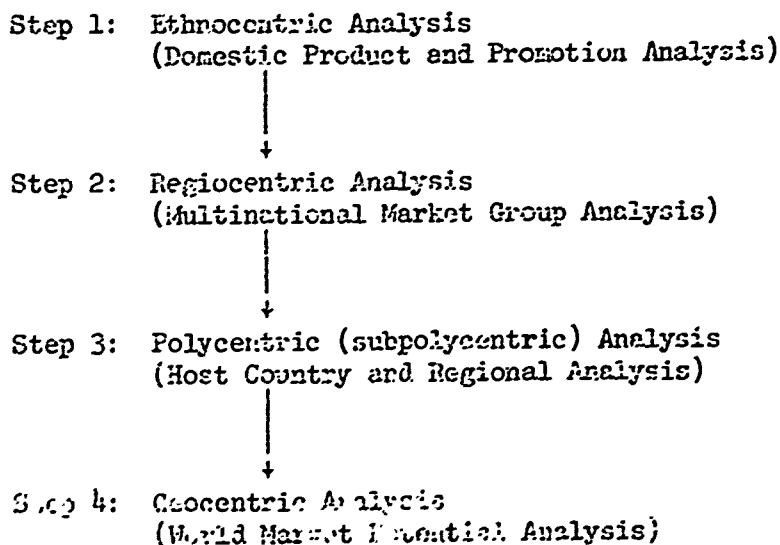 Step 1: Ethnocentric Analysis
(Domestic Product and Promotion Analysis)
Step 2: Regiocentric Analysis
(Multinational Market Group Analysis)
Step 3: Polycentric (subpolycentric) Analysis
(Host Country and Regional Analysis)
Step 4: Geocentric Analysis
(World Market Potential Analysis)